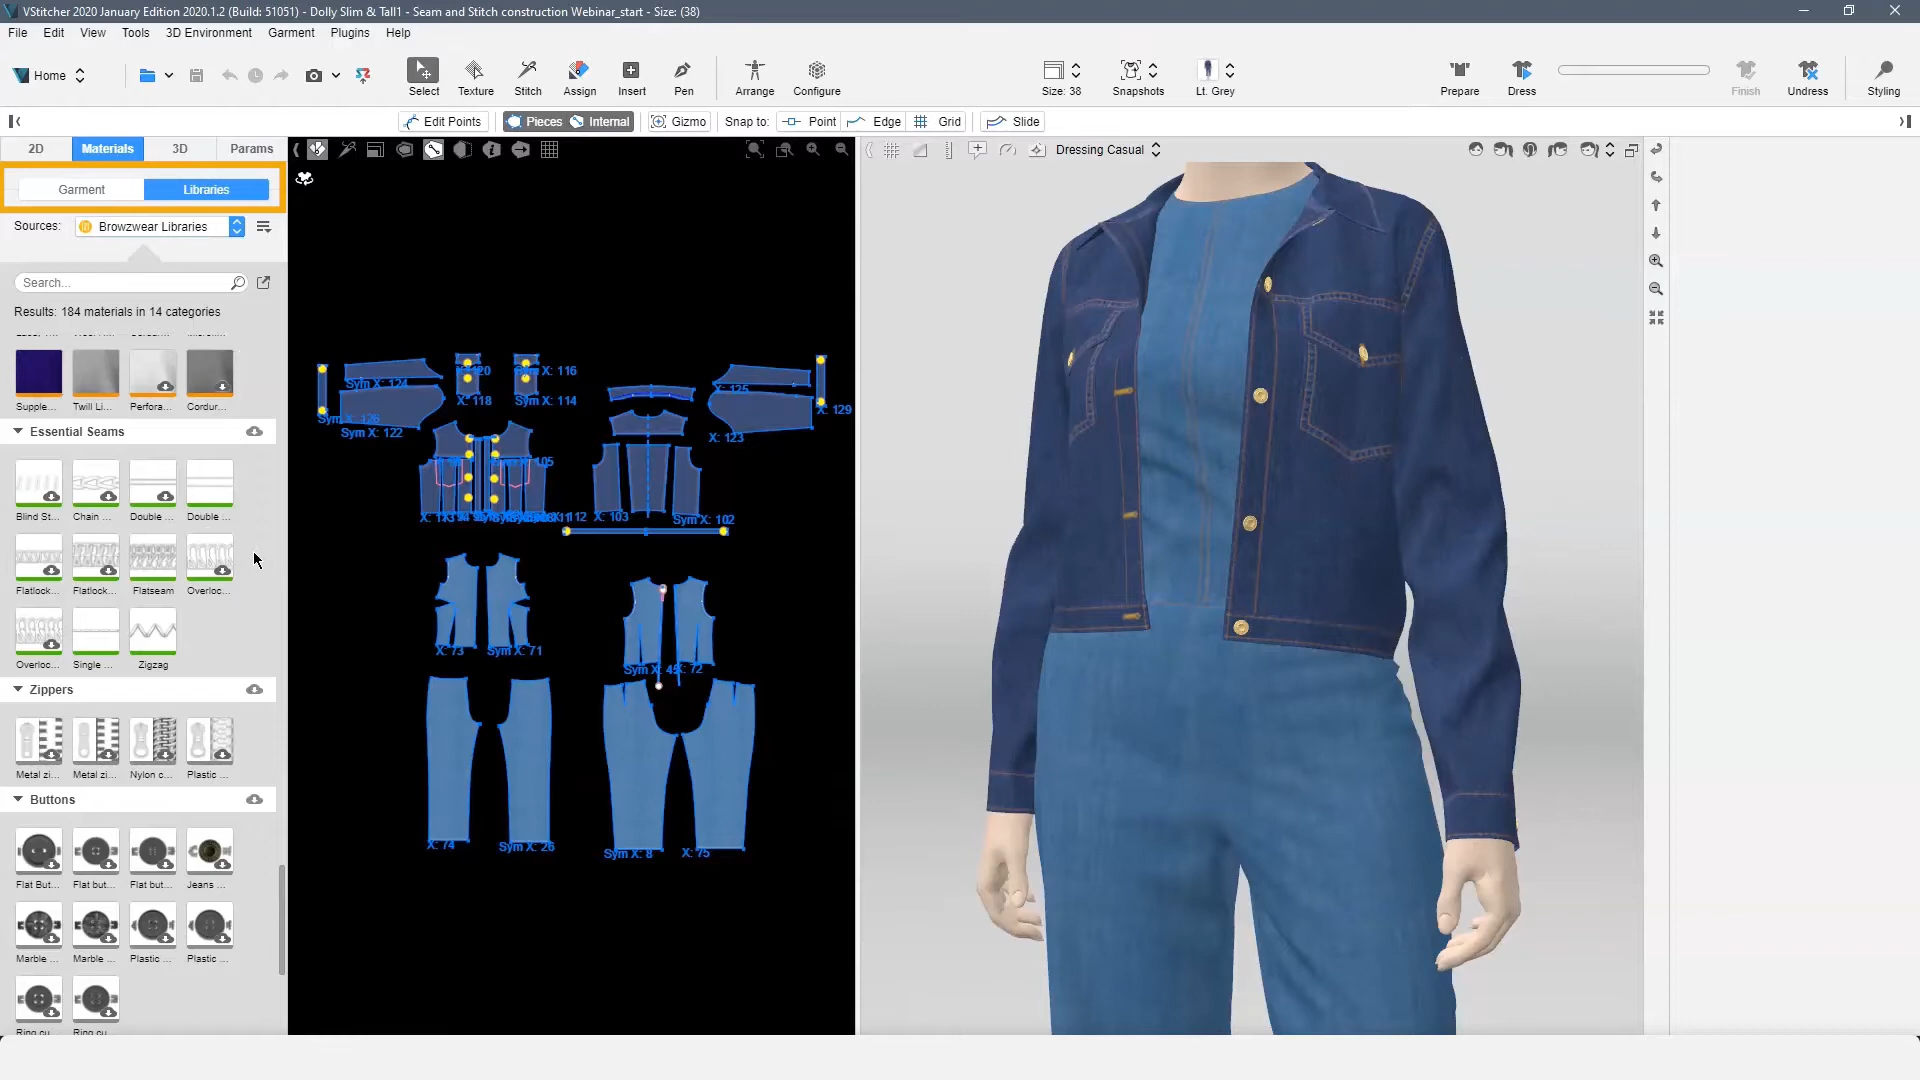 VStitcher 2020 January Edition 2020.1.2 (Build: 51051) - Dolly Slim & Tall1 - Seam and Stitch construction Webinar_start - Size: (38)
File Edit View Tools 3D Environment Garment Plugins Help
Home
Select Texture Stitch Assign Insert Pen Arrange Configure Size: 38 Snapshots Lt. Grey Prepare Dress Finish Undress Styling
Edit Points Pieces Internal Gizmo Snap to: Point Edge Grid Slide
2D Materials 3D Params
Dressing Casual
Garment Libraries
Sources: Browzwear Libraries
Search...
Results: 184 materials in 14 categories
Supple... Twill Li... Perfora... Cordur...
Essential Seams
Blind St... Chain ... Double ... Double ...
Flatlock... Flatlock... Flatseam Overloc...
Overloc... Single ... Zigzag
Zippers
Metal zi... Metal zi... Nylon c... Plastic ...
Buttons
Flat But... Flat but... Flat but... Jeans ...
Marble ... Marble ... Plastic ... Plastic ...
Ring cu... Ring cu...
Sym X: 124
Sym X: 116
X: 118
Sym X: 114
X: 125
X: 129
Sym X: 126
Sym X: 122
X: 123
X: 103
Sym X: 102
X: 73
Sym X: 71
X: 72
X: 74
Sym X: 26
Sym X: 8
X: 75